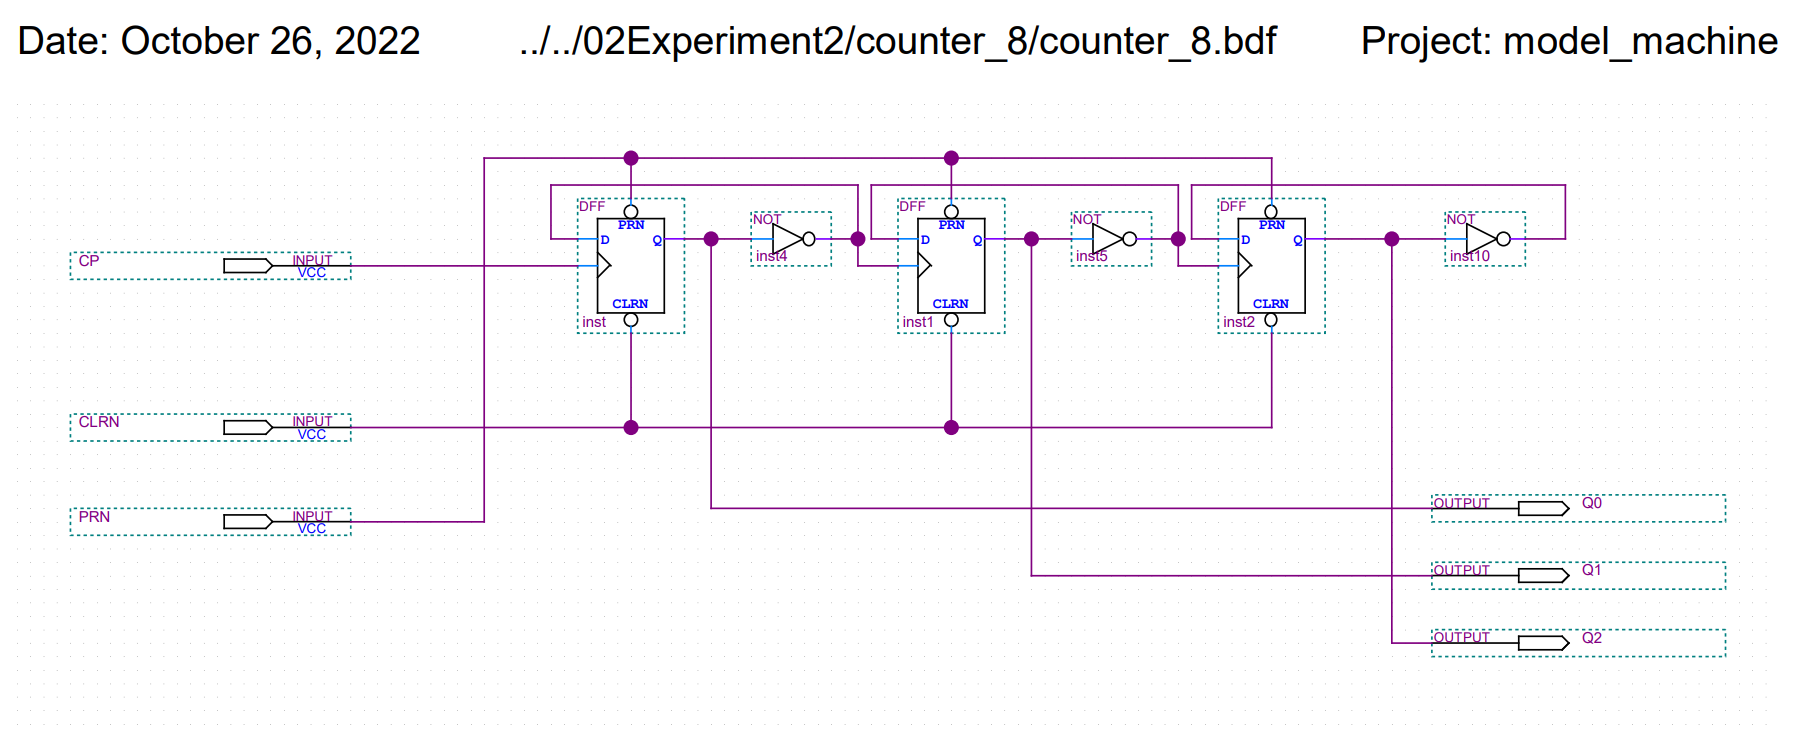 Date: October 26, 2022 ../../02Experiment2/counter_8/counter_8.bdf Project: model_machine
DFF PRN D Q CLRN inst
NOT inst4
DFF PRN D Q CLRN inst1
NOT inst5
DFF PRN D Q CLRN inst2
NOT inst10
CP INPUT VCC
CLRN INPUT VCC
PRN INPUT VCC
OUTPUT Q0
OUTPUT Q1
OUTPUT Q2